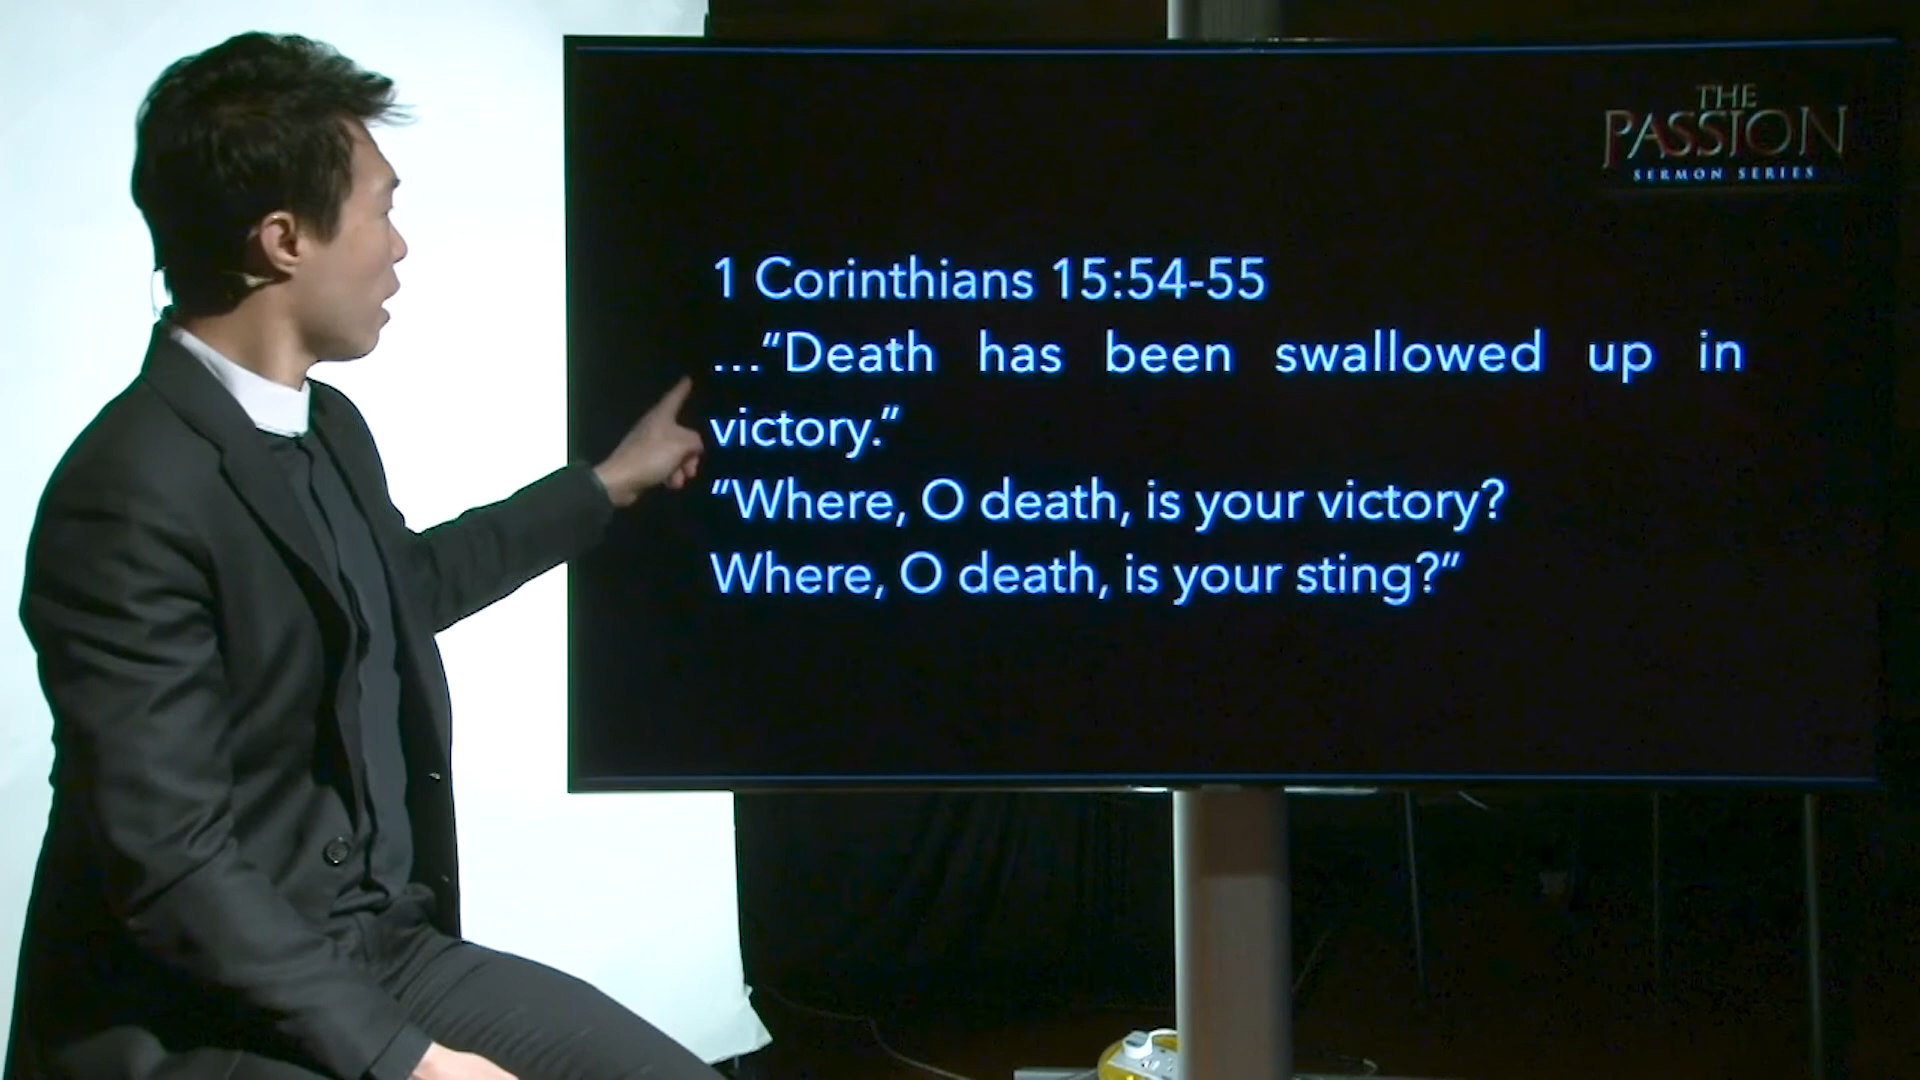 THE
PASSION
SERMON SERIES
1 Corinthians 15:54-55
…“Death has been swallowed up in
victory.”
“Where, O death, is your victory?
Where, O death, is your sting?”